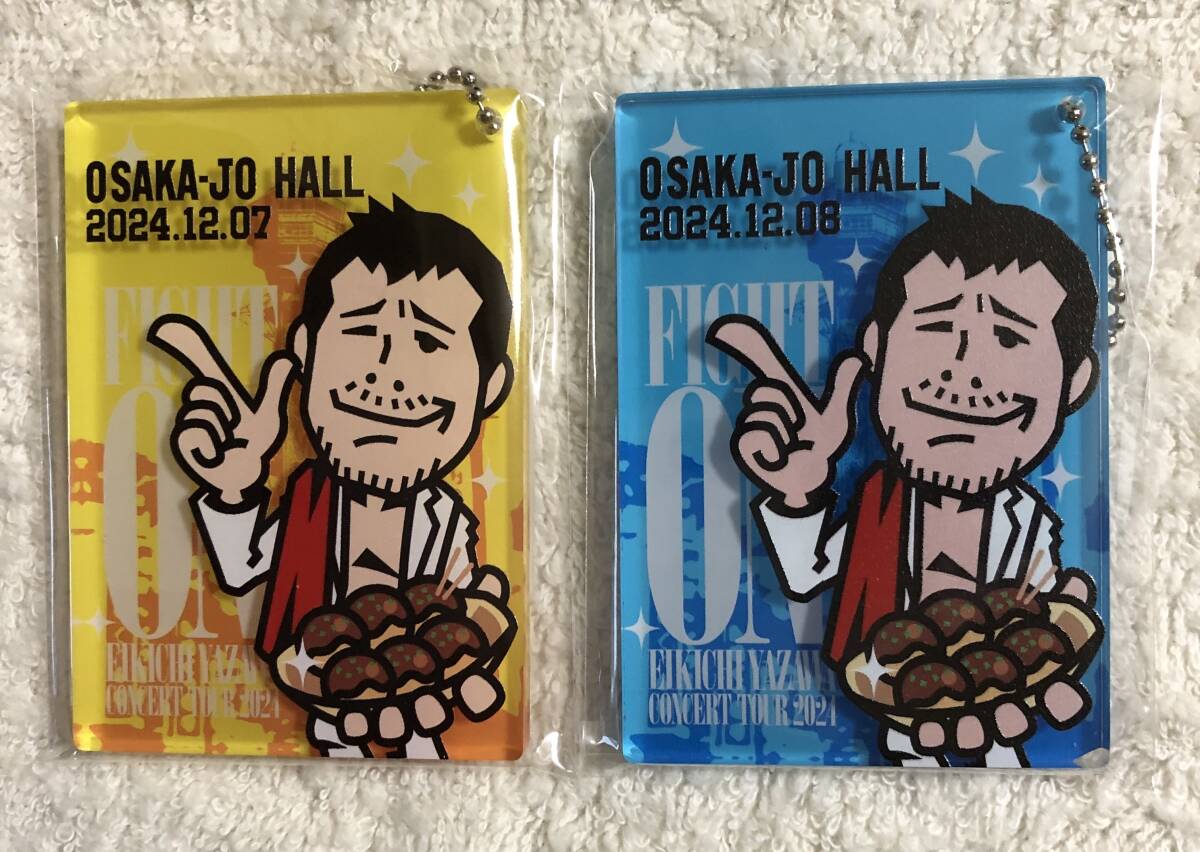 OSAKA-JO HALL
2024.12.07
FIGHT
ON
EIKICHI YAZAWA
CONCERT TOUR 2024
OSAKA-JO HALL
2024.12.08
FIGHT
ON
EIKICHI YAZAWA
CONCERT TOUR 2024